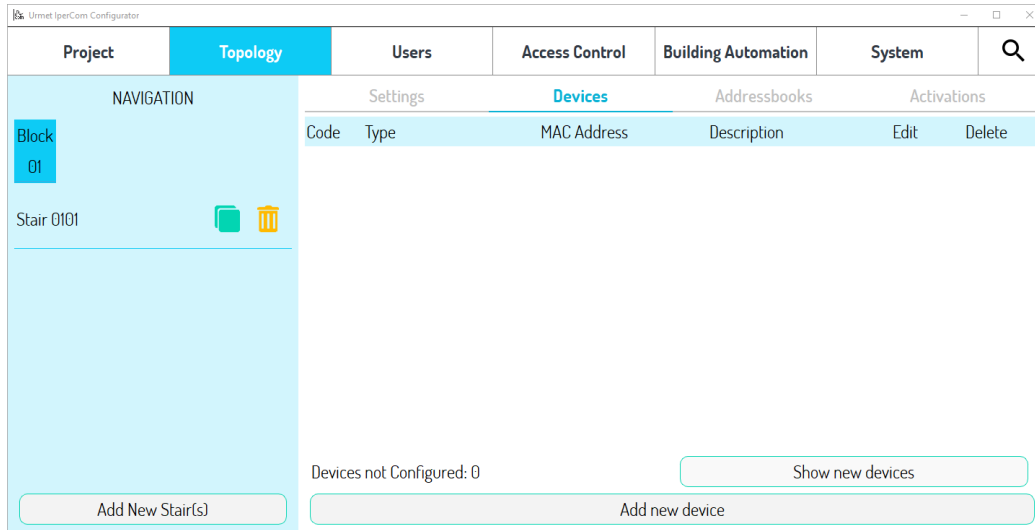 Urmet IperCom Configurator
Project Topology Users Access Control Building Automation System
NAVIGATION
Settings Devices Addressbooks Activations
Code Type MAC Address Description Edit Delete
Block
01
Stair 0101
Devices not Configured: 0
Show new devices
Add New Stair(s)
Add new device